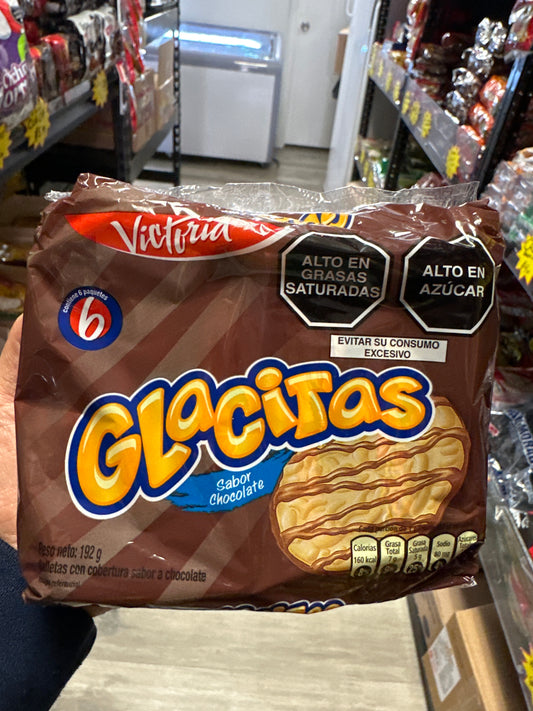 Victoria
ALTO EN
GRASAS
SATURADAS
ALTO EN
AZÚCAR
EVITAR SU CONSUMO
EXCESIVO
contiene 6 paquetes
6
GLACITAS
Sabor
Chocolate
Peso neto: 192 g
Galletas con cobertura sabor a chocolate
Calorías
160 kcal
Grasa
Total
7 g
Grasa
Saturada
5 g
Sodio
80 mg
Azúcares